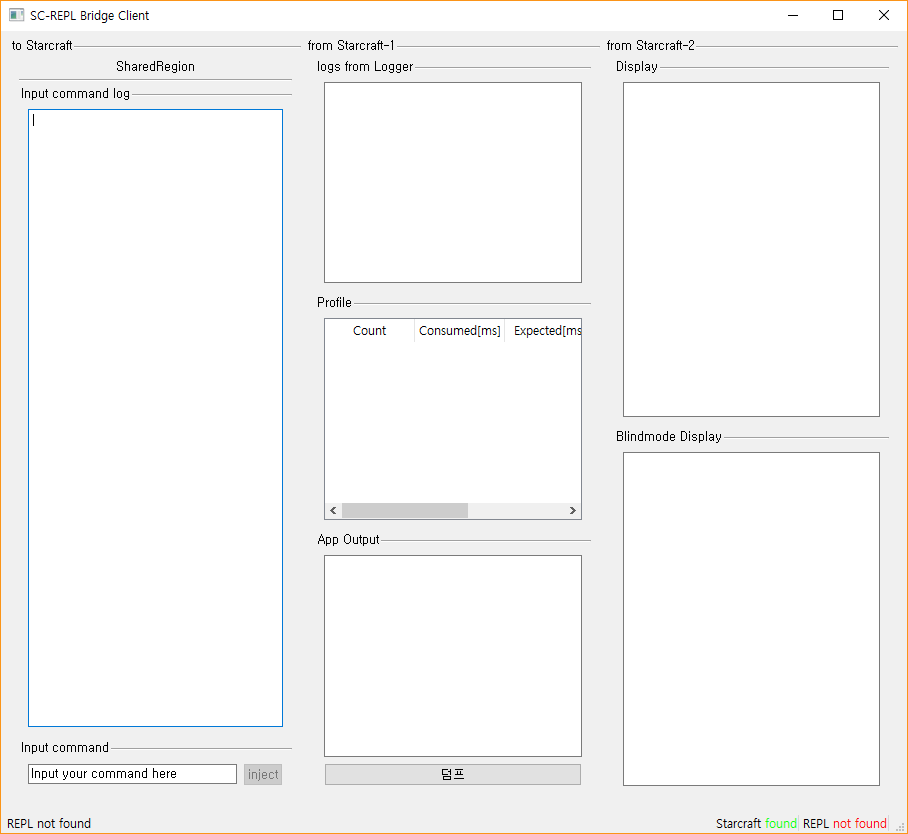 SC-REPL Bridge Client
to Starcraft
SharedRegion
Input command log
Input command
Input your command here
inject
from Starcraft-1
logs from Logger
Profile
Count Consumed[ms] Expected[ms
App Output
덤프
from Starcraft-2
Display
Blindmode Display
REPL not found
Starcraft found REPL not found